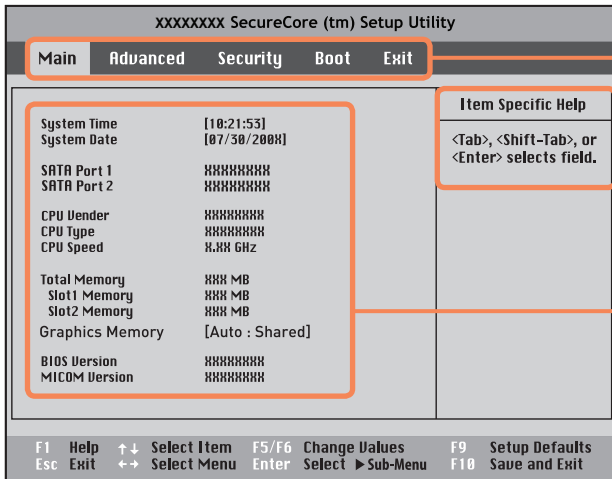 XXXXXXXX SecureCore (tm) Setup Utility
Main Advanced Security Boot Exit
System Time [10:21:53]
System Date [07/30/200X]
SATA Port 1 XXXXXXXX
SATA Port 2 XXXXXXXX
CPU Vender XXXXXXXX
CPU Type XXXXXXXX
CPU Speed X.XX GHz
Total Memory XXX MB
Slot1 Memory XXX MB
Slot2 Memory XXX MB
Graphics Memory [Auto : Shared]
BIOS Version XXXXXXXX
MICOM Version XXXXXXXX
Item Specific Help
<Tab>, <Shift-Tab>, or
<Enter> selects field.
F1 Help ↑↓ Select Item F5/F6 Change Values F9 Setup Defaults
Esc Exit ←→ Select Menu Enter Select ▶Sub-Menu F10 Save and Exit